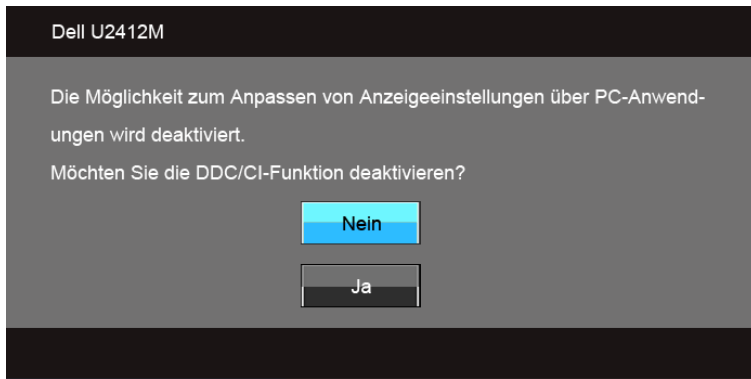 Dell U2412M
Die Möglichkeit zum Anpassen von Anzeigeeinstellungen über PC-Anwend-
ungen wird deaktiviert.
Möchten Sie die DDC/CI-Funktion deaktivieren?
Nein
Ja